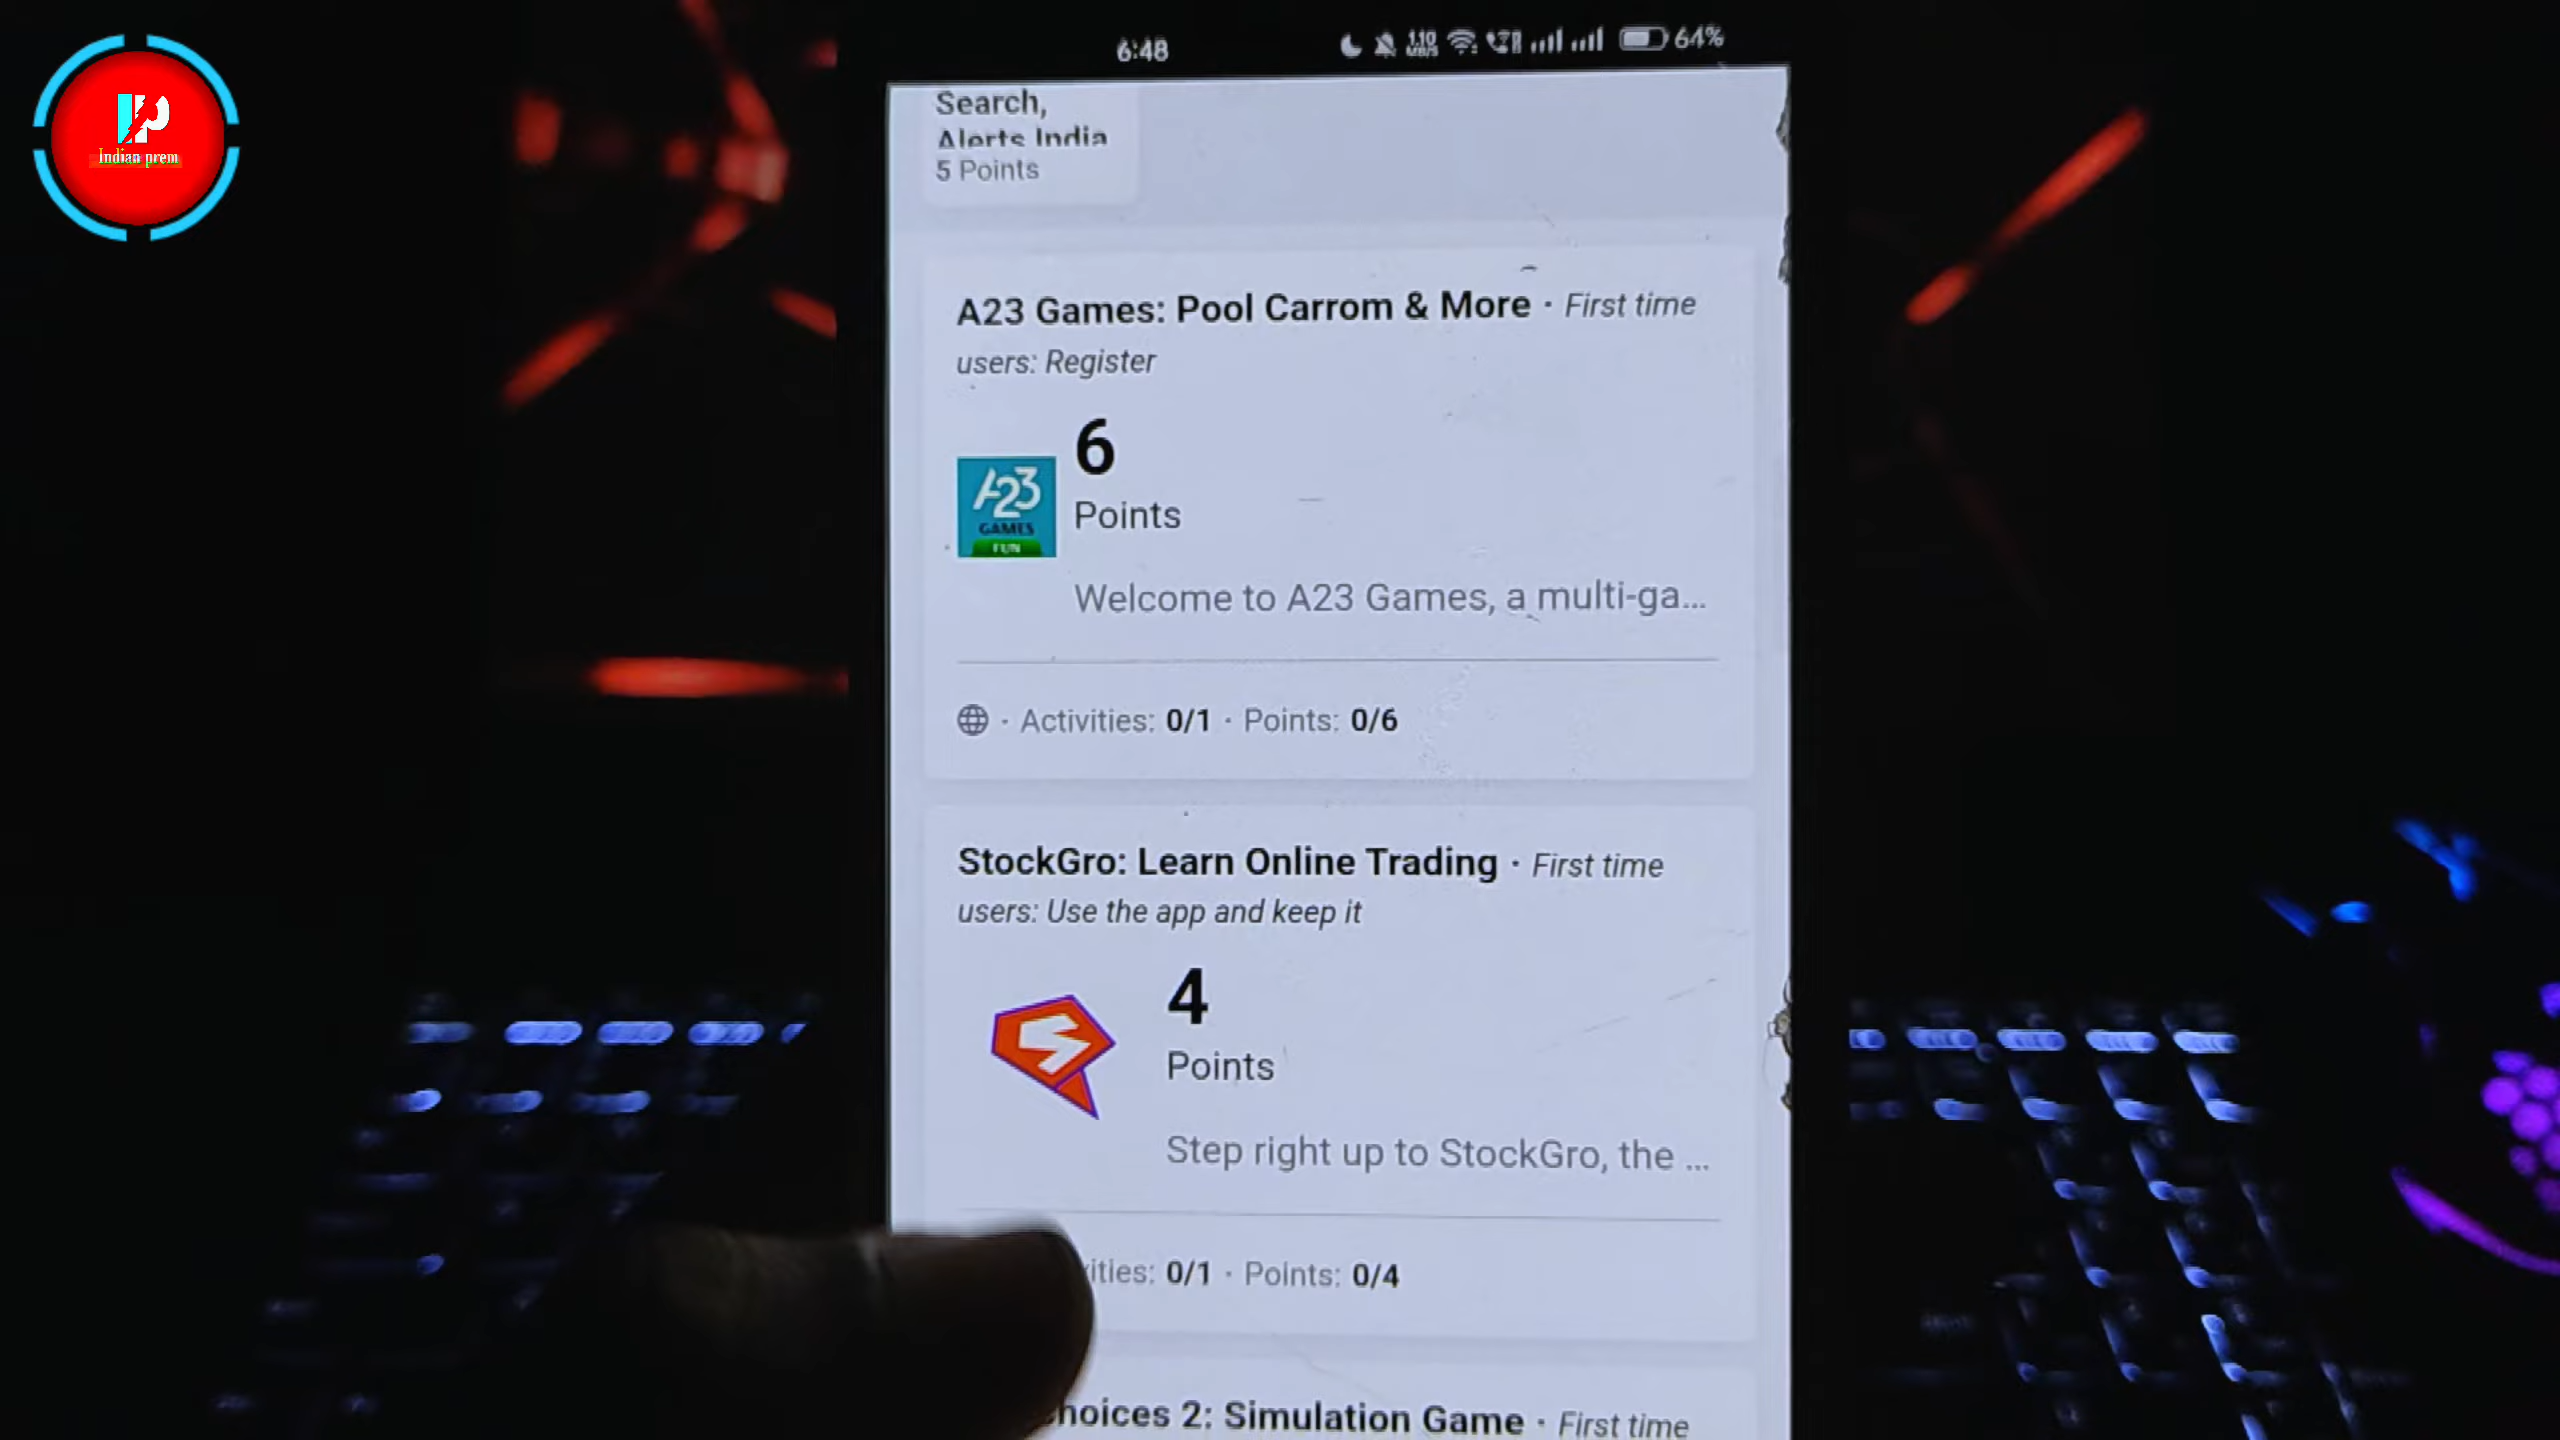 Indian prem
6:48
1.10
64%
Search,
Alerts India
5 Points
A23 Games: Pool Carrom & More · First time
users: Register
6
A23
GAMES
FUN
Points
Welcome to A23 Games, a multi-ga...
· Activities: 0/1 · Points: 0/6
StockGro: Learn Online Trading · First time
users: Use the app and keep it
4
Points
Step right up to StockGro, the ...
ities: 0/1 · Points: 0/4
hoices 2: Simulation Game · First time